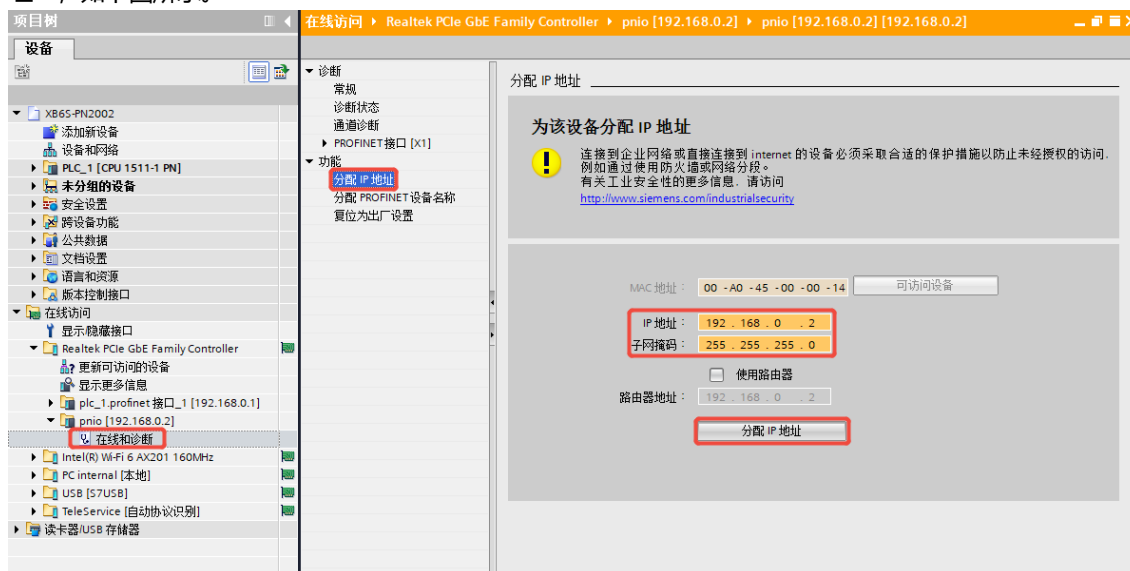 项目树
设备
XB6S-PN2002
添加新设备
设备和网络
PLC_1 [CPU 1511-1 PN]
未分组的设备
安全设置
跨设备功能
公共数据
文档设置
语言和资源
版本控制接口
在线访问
显示/隐藏接口
Realtek PCIe GbE Family Controller
更新可访问的设备
显示更多信息
plc_1.profinet 接口_1 [192.168.0.1]
pnio [192.168.0.2]
在线和诊断
Intel(R) Wi-Fi 6 AX201 160MHz
PC internal [本地]
USB [S7USB]
TeleService [自动协议识别]
读卡器/USB 存储器
在线访问 ▸ Realtek PCIe GbE Family Controller ▸ pnio [192.168.0.2] ▸ pnio [192.168.0.2] [192.168.0.2]
诊断
常规
诊断状态
通道诊断
PROFINET接口 [X1]
功能
分配 IP 地址
分配 PROFINET 设备名称
复位为出厂设置
分配 IP 地址
为该设备分配 IP 地址
连接到企业网络或直接连接到 internet 的设备必须采取合适的保护措施以防止未经授权的访问.
例如通过使用防火墙或网络分段。
有关工业安全性的更多信息, 请访问
http://www.siemens.com/industrialsecurity
MAC 地址: 00 -A0 -45 -00 -00 -14 可访问设备
IP 地址: 192 . 168 . 0 . 2
子网掩码: 255 . 255 . 255 . 0
使用路由器
路由器地址: 192 . 168 . 0 . 2
分配 IP 地址